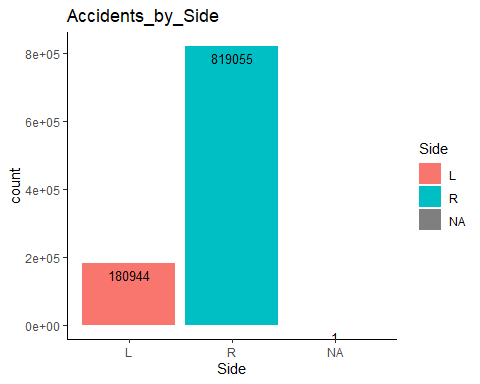 Accidents_by_Side
8e+05
6e+05
4e+05
2e+05
0e+00
count
819055
180944
1
L
R
NA
Side
Side
L
R
NA